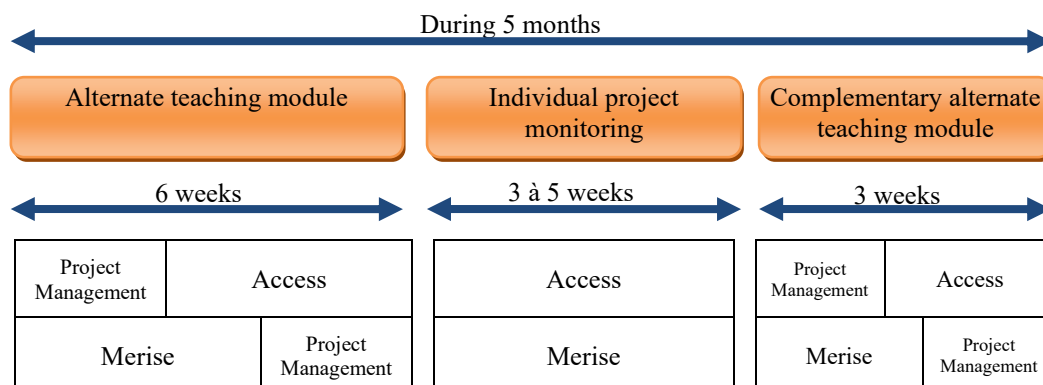 During 5 months
Alternate teaching module
Individual project
monitoring
Complementary alternate
teaching module
6 weeks
3 à 5 weeks
3 weeks
Project
Management
Access
Merise
Project
Management
Access
Merise
Project
Management
Access
Merise
Project
Management